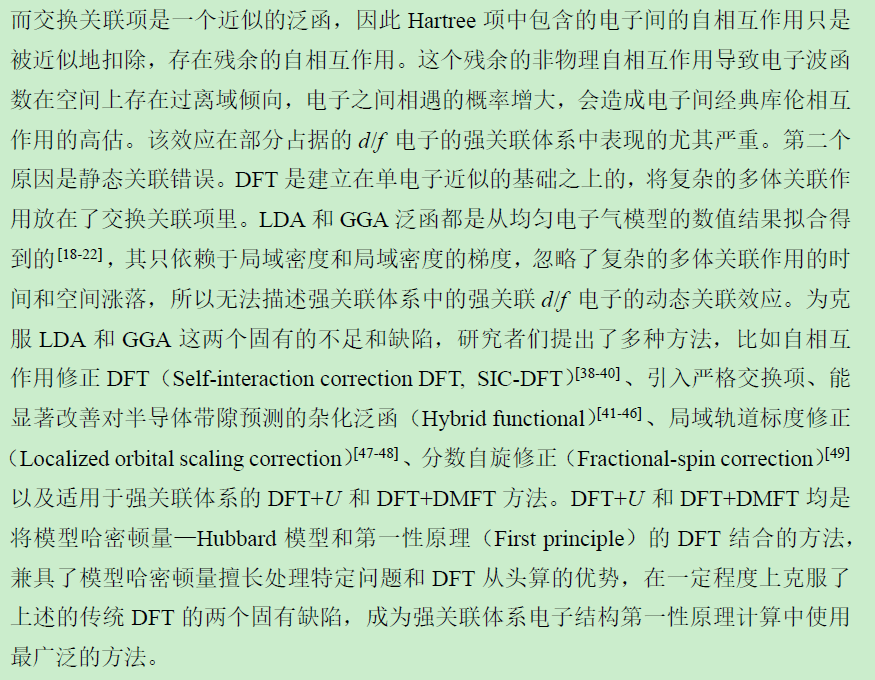 而交换关联项是一个近似的泛函，因此 Hartree 项中包含的电子间的自相互作用只是
被近似地扣除，存在残余的自相互作用。这个残余的非物理自相互作用导致电子波函
数在空间上存在过离域倾向，电子之间相遇的概率增大，会造成电子间经典库伦相互
作用的高估。该效应在部分占据的 d/f 电子的强关联体系中表现的尤其严重。第二个
原因是静态关联错误。DFT 是建立在单电子近似的基础之上的，将复杂的多体关联作
用放在了交换关联项里。LDA 和 GGA 泛函都是从均匀电子气模型的数值结果拟合得
到的[18-22]，其只依赖于局域密度和局域密度的梯度，忽略了复杂的多体关联作用的时
间和空间涨落，所以无法描述强关联体系中的强关联 d/f 电子的动态关联效应。为克
服 LDA 和 GGA 这两个固有的不足和缺陷，研究者们提出了多种方法，比如自相互
作用修正 DFT（Self-interaction correction DFT, SIC-DFT）[38-40]、引入严格交换项、能
显著改善对半导体带隙预测的杂化泛函（Hybrid functional）[41-46]、局域轨道标度修正
（Localized orbital scaling correction）[47-48]、分数自旋修正（Fractional-spin correction）[49]
以及适用于强关联体系的 DFT+U 和 DFT+DMFT 方法。DFT+U 和 DFT+DMFT 均是
将模型哈密顿量—Hubbard 模型和第一性原理（First principle）的 DFT 结合的方法，
兼具了模型哈密顿量擅长处理特定问题和 DFT 从头算的优势，在一定程度上克服了
上述的传统 DFT 的两个固有缺陷，成为强关联体系电子结构第一性原理计算中使用
最广泛的方法。